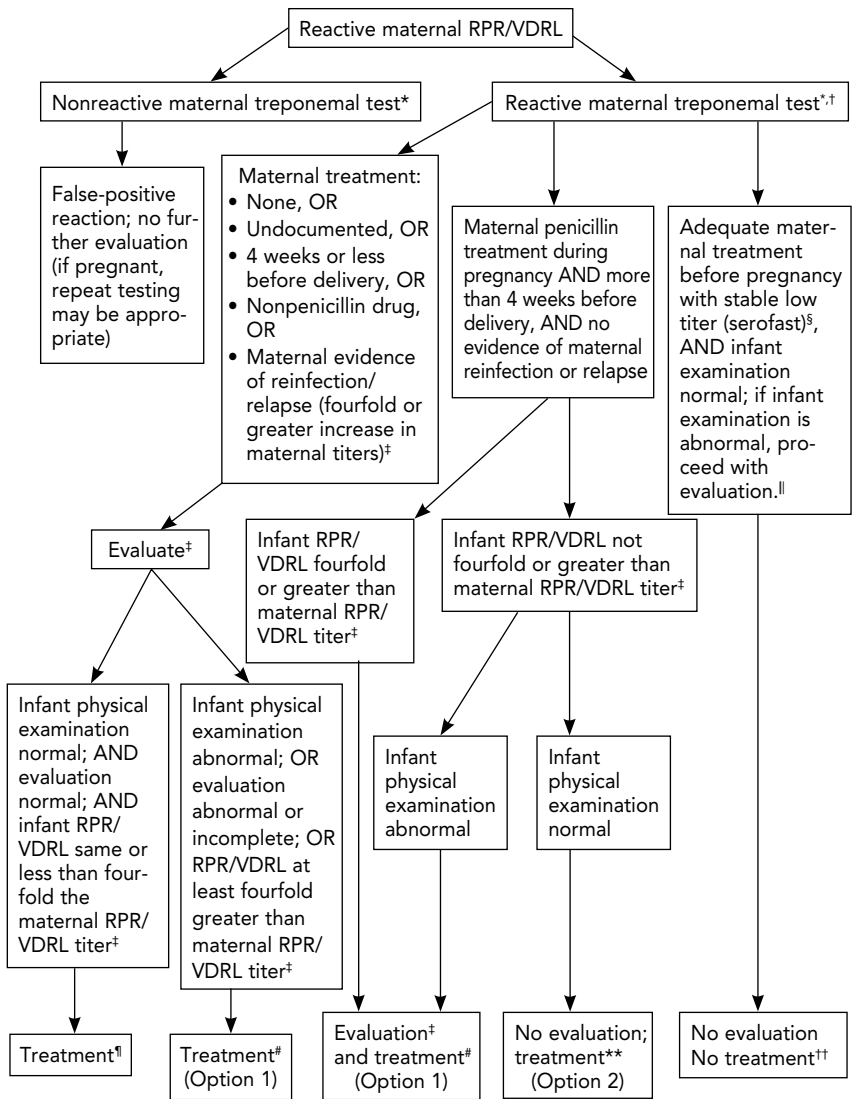 Reactive maternal RPR/VDRL
Nonreactive maternal treponemal test*
Reactive maternal treponemal test*,†
False-positive
reaction; no fur-
ther evaluation
(if pregnant,
repeat testing
may be appro-
priate)
Maternal treatment:
• None, OR
• Undocumented, OR
• 4 weeks or less
before delivery, OR
• Nonpenicillin drug,
OR
• Maternal evidence
of reinfection/
relapse (fourfold or
greater increase in
maternal titers)‡
Maternal penicillin
treatment during
pregnancy AND more
than 4 weeks before
delivery, AND no
evidence of maternal
reinfection or relapse
Adequate mater-
nal treatment
before pregnancy
with stable low
titer (serofast)§,
AND infant
examination
normal; if infant
examination is
abnormal, pro-
ceed with
evaluation.‖
Evaluate‡
Infant RPR/
VDRL fourfold
or greater than
maternal RPR/
VDRL titer‡
Infant RPR/VDRL not
fourfold or greater than
maternal RPR/VDRL titer‡
Infant physical
examination
normal; AND
evaluation
normal; AND
infant RPR/
VDRL same or
less than four-
fold the
maternal RPR/
VDRL titer‡
Infant physical
examination
abnormal; OR
evaluation
abnormal or
incomplete; OR
RPR/VDRL at
least fourfold
greater than
maternal RPR/
VDRL titer‡
Infant
physical
examination
abnormal
Infant
physical
examination
normal
Treatment¶
Treatment#
(Option 1)
Evaluation‡
and treatment#
(Option 1)
No evaluation;
treatment**
(Option 2)
No evaluation
No treatment††